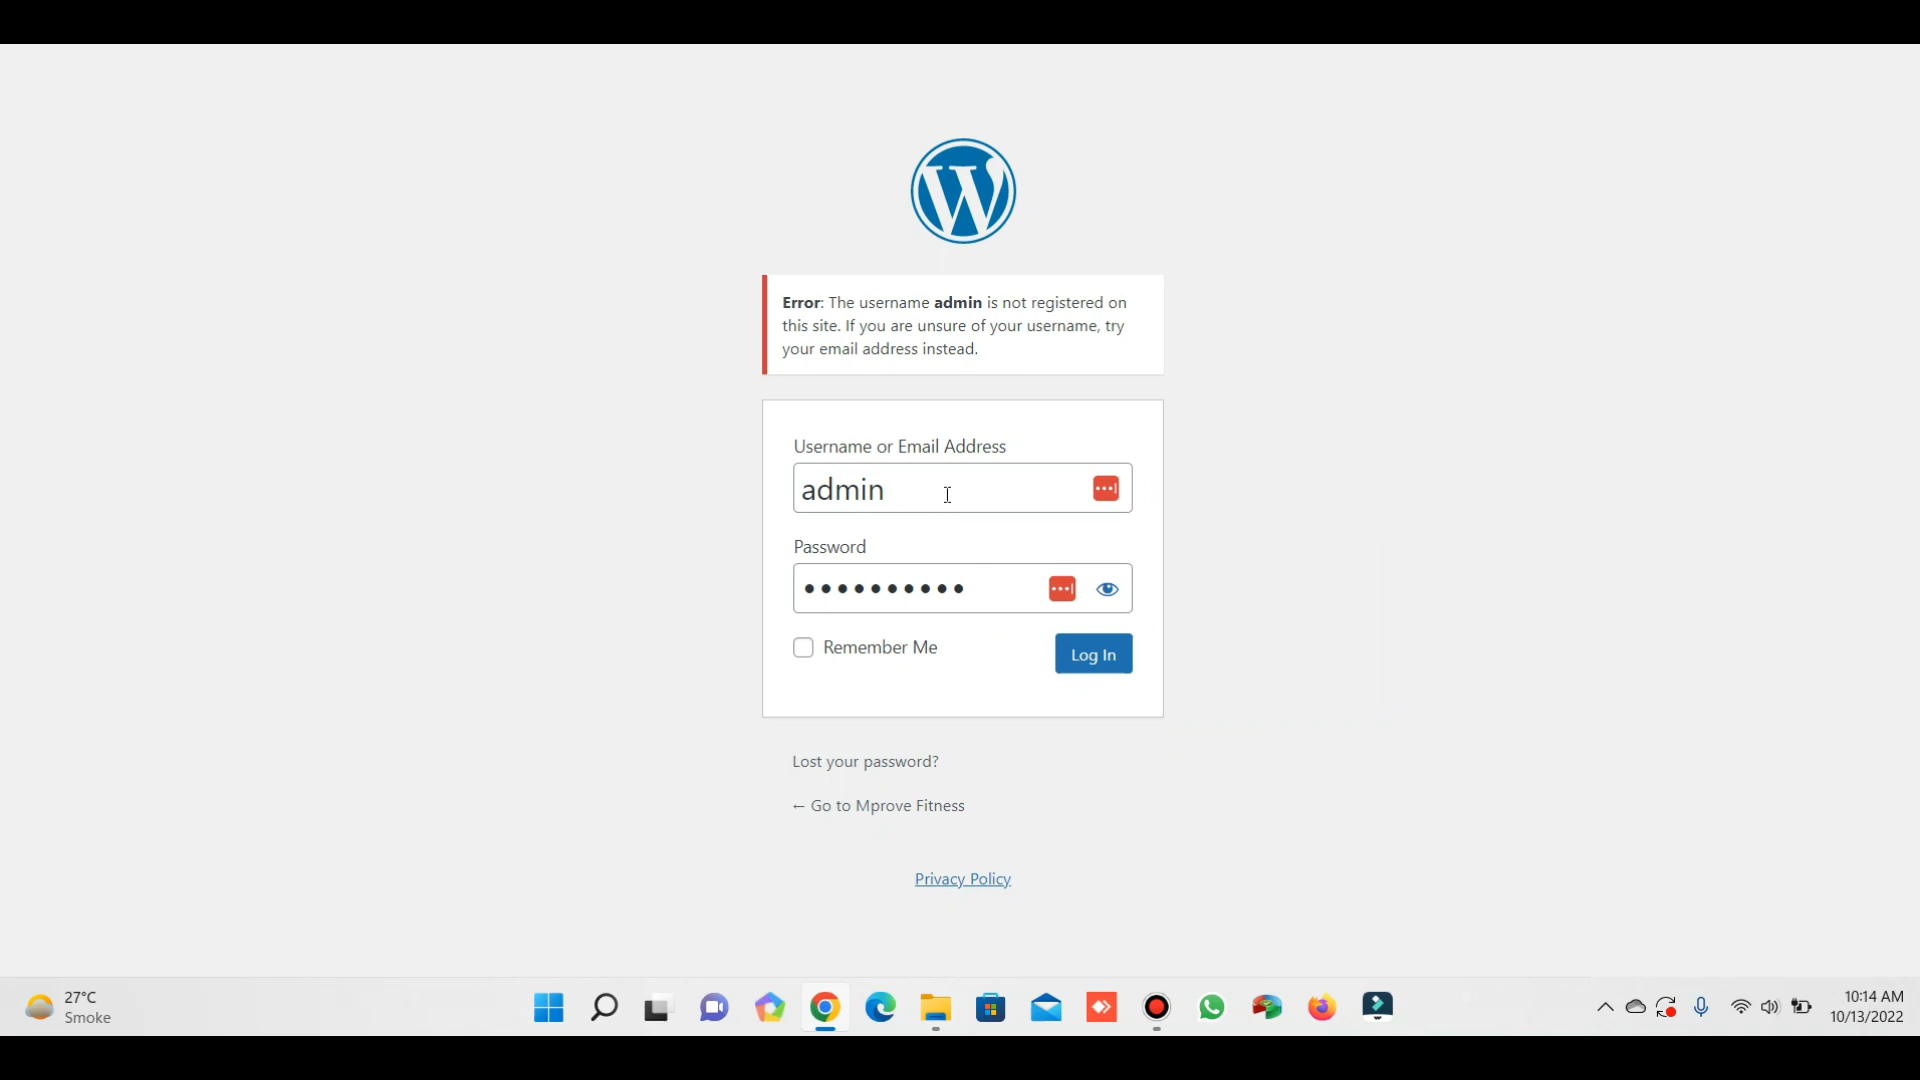 Error: The username admin is not registered on
this site. If you are unsure of your username, try
your email address instead.
Username or Email Address
admin
Password
Remember Me
Log In
Lost your password?
← Go to Mprove Fitness
Privacy Policy
27°C
Smoke
10:14 AM
10/13/2022